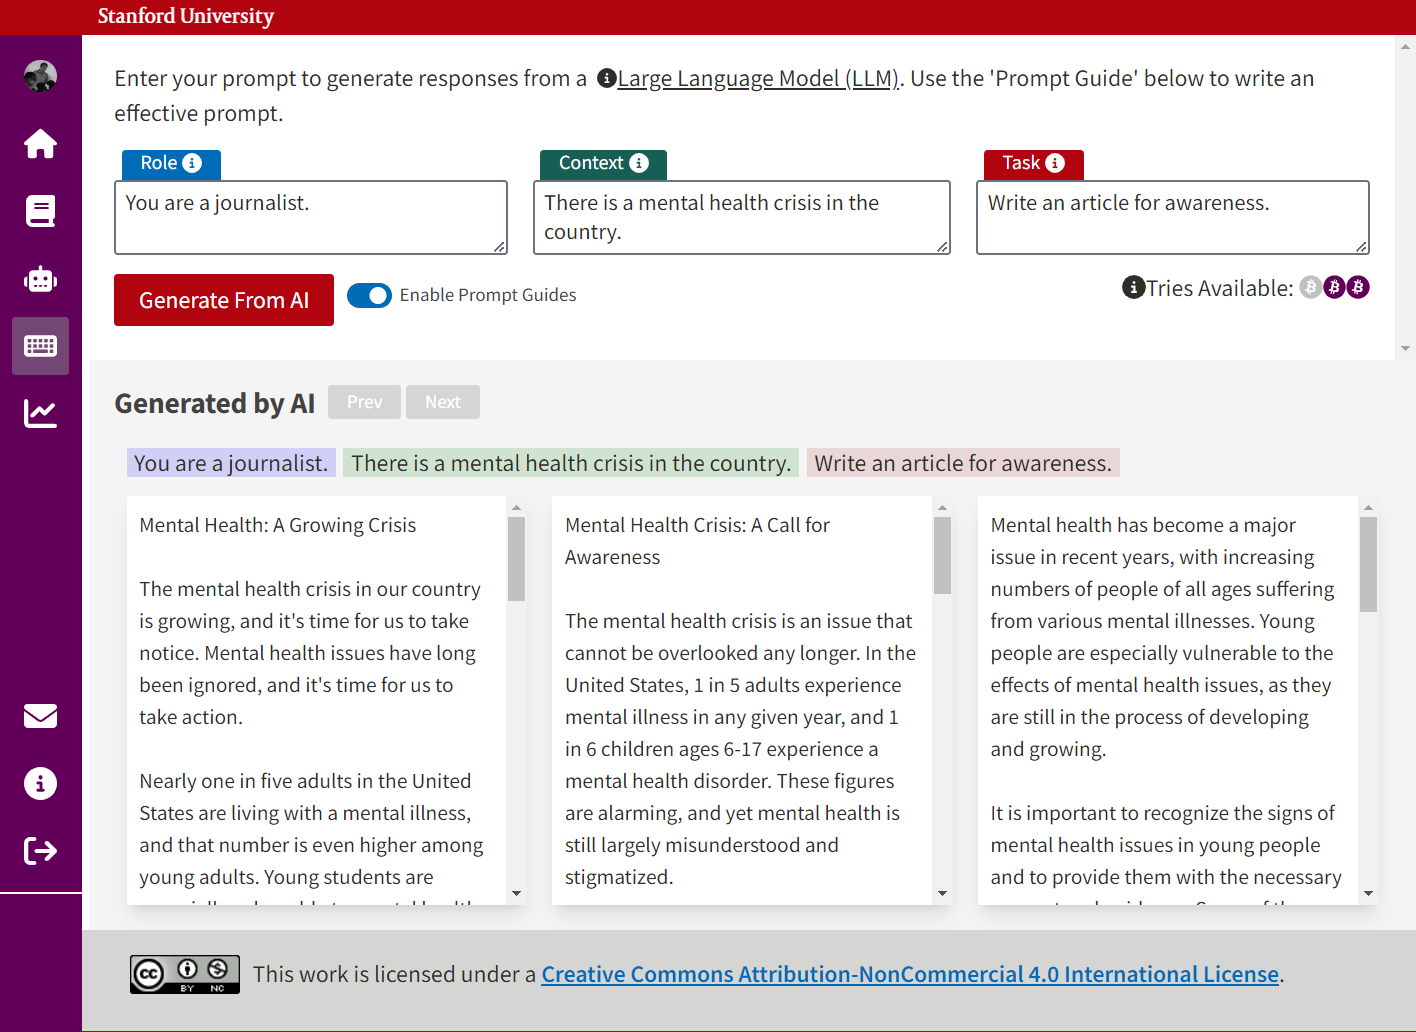 Stanford University
Enter your prompt to generate responses from a Large Language Model (LLM). Use the 'Prompt Guide' below to write an
effective prompt.
Role
Context
Task
You are a journalist.
There is a mental health crisis in the
country.
Write an article for awareness.
Generate From AI
Enable Prompt Guides
Tries Available:
Generated by AI
Prev
Next
You are a journalist. There is a mental health crisis in the country. Write an article for awareness.
Mental Health: A Growing Crisis
The mental health crisis in our country
is growing, and it's time for us to take
notice. Mental health issues have long
been ignored, and it's time for us to
take action.
Nearly one in five adults in the United
States are living with a mental illness,
and that number is even higher among
young adults. Young students are
Mental Health Crisis: A Call for
Awareness
The mental health crisis is an issue that
cannot be overlooked any longer. In the
United States, 1 in 5 adults experience
mental illness in any given year, and 1
in 6 children ages 6-17 experience a
mental health disorder. These figures
are alarming, and yet mental health is
still largely misunderstood and
stigmatized.
Mental health has become a major
issue in recent years, with increasing
numbers of people of all ages suffering
from various mental illnesses. Young
people are especially vulnerable to the
effects of mental health issues, as they
are still in the process of developing
and growing.
It is important to recognize the signs of
mental health issues in young people
and to provide them with the necessary
cc
BY NC
This work is licensed under a Creative Commons Attribution-NonCommercial 4.0 International License.